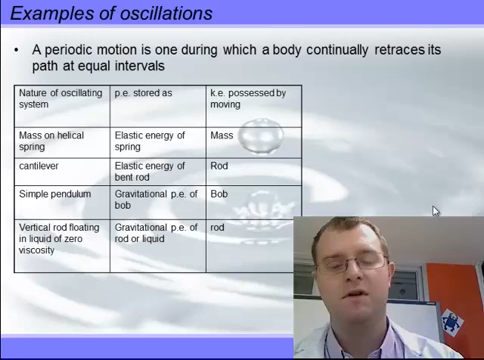 Examples of oscillations
• A periodic motion is one during which a body continually retraces its
path at equal intervals
Nature of oscillating system p.e. stored as k.e. possessed by moving
Mass on helical spring Elastic energy of spring Mass
cantilever Elastic energy of bent rod Rod
Simple pendulum Gravitational p.e. of bob Bob
Vertical rod floating in liquid of zero viscosity Gravitational p.e. of rod or liquid rod